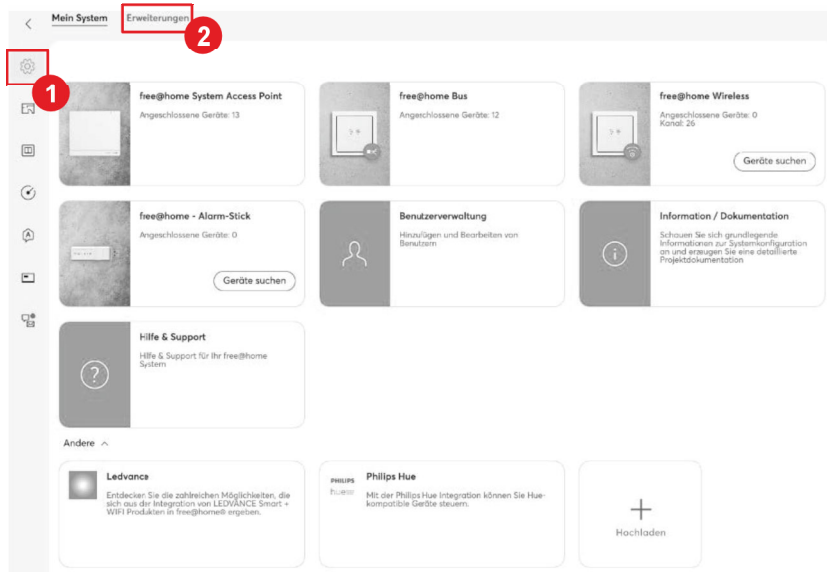 Mein System
Erweiterungen
2
1
free@home System Access Point
Angeschlossene Geräte: 13
free@home Bus
Angerchlossene Geräte: 12
free@home Wireless
Angeschlossene Geräte: 0
Kanal: 26
Geräte suchen
free@home - Alarm-Stick
Angeschlossene Geräte: 0
Geräte suchen
Benutzerverwaltung
Hinzufügen und Bearbeiten von
Benutzern
Information / Dokumentation
Schauen Sie sich grundlegende
Informationen zur Systemkonfiguration
an und erzeugen Sie eine detaillierte
Projektdokumentation
Hilfe & Support
Hilfe & Support für Ihr free@home
System
Andere
Ledvance
Entdecken Sie die zahlreichen Möglichkeiten, die
sich aus der Integration von LEDVANCE Smart +
WIFI Produkten in free@home® ergeben.
PHILIPS
hue
Philips Hue
Mit der Philips Hue Integration können Sie Hue-
kompatible Geräte steuern.
Hochladen